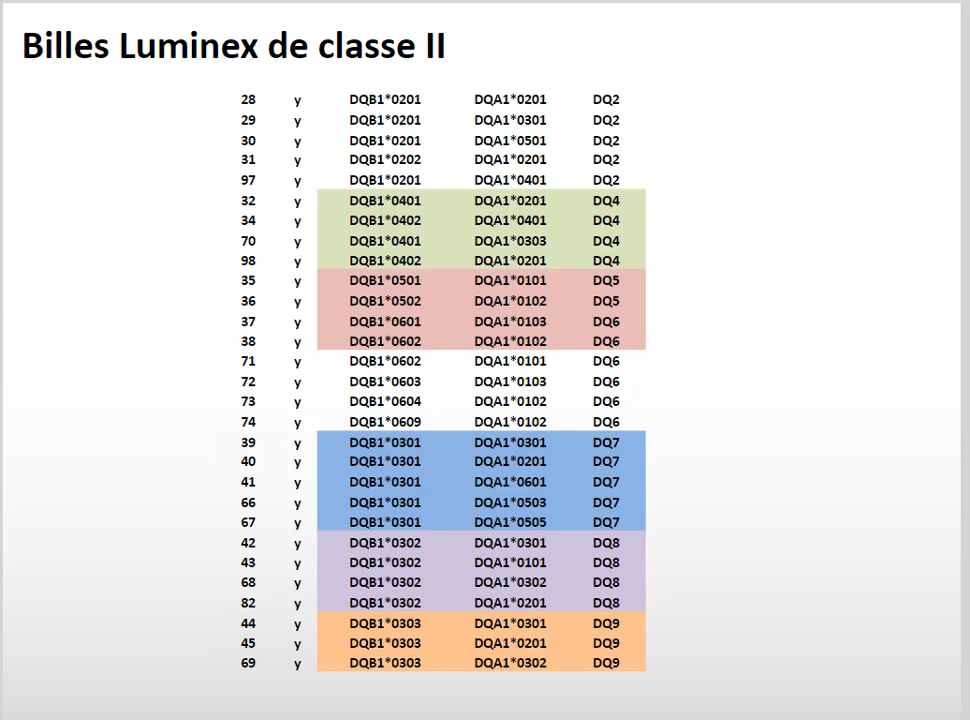 Billes Luminex de classe II
28 y DQB1*0201 DQA1*0201 DQ2
29 y DQB1*0201 DQA1*0301 DQ2
30 y DQB1*0201 DQA1*0501 DQ2
31 y DQB1*0202 DQA1*0201 DQ2
97 y DQB1*0201 DQA1*0401 DQ2
32 y DQB1*0401 DQA1*0201 DQ4
34 y DQB1*0402 DQA1*0401 DQ4
70 y DQB1*0401 DQA1*0303 DQ4
98 y DQB1*0402 DQA1*0201 DQ4
35 y DQB1*0501 DQA1*0101 DQ5
36 y DQB1*0502 DQA1*0102 DQ5
37 y DQB1*0601 DQA1*0103 DQ6
38 y DQB1*0602 DQA1*0102 DQ6
71 y DQB1*0602 DQA1*0101 DQ6
72 y DQB1*0603 DQA1*0103 DQ6
73 y DQB1*0604 DQA1*0102 DQ6
74 y DQB1*0609 DQA1*0102 DQ6
39 y DQB1*0301 DQA1*0301 DQ7
40 y DQB1*0301 DQA1*0201 DQ7
41 y DQB1*0301 DQA1*0601 DQ7
66 y DQB1*0301 DQA1*0503 DQ7
67 y DQB1*0301 DQA1*0505 DQ7
42 y DQB1*0302 DQA1*0301 DQ8
43 y DQB1*0302 DQA1*0101 DQ8
68 y DQB1*0302 DQA1*0302 DQ8
82 y DQB1*0302 DQA1*0201 DQ8
44 y DQB1*0303 DQA1*0301 DQ9
45 y DQB1*0303 DQA1*0201 DQ9
69 y DQB1*0303 DQA1*0302 DQ9